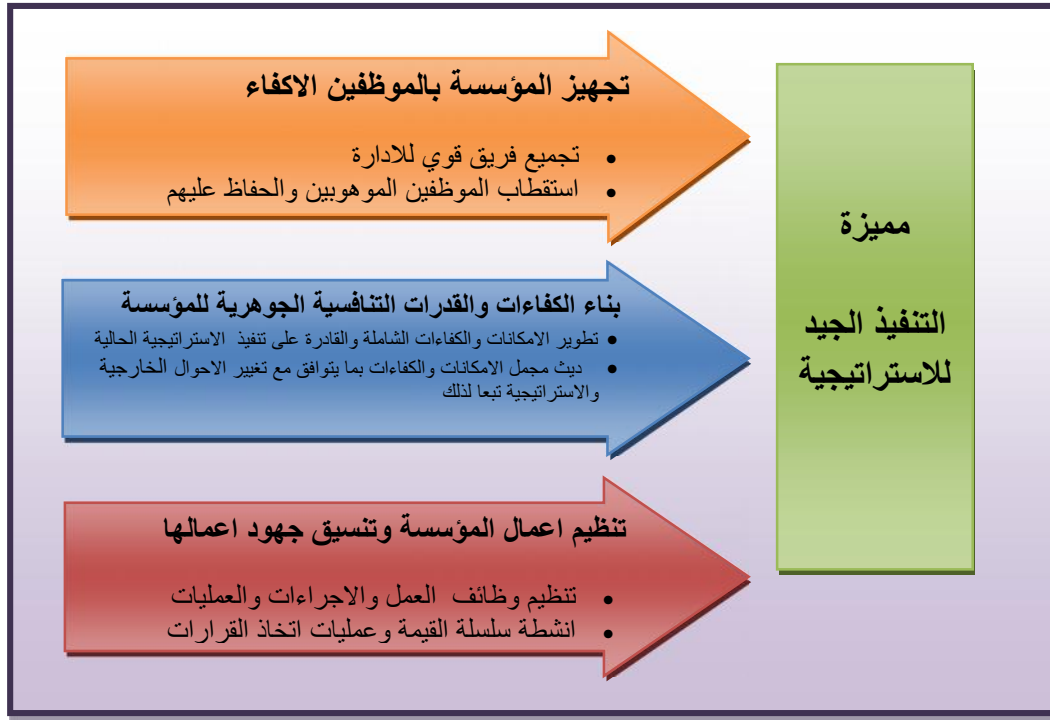 تجهيز المؤسسة بالموظفين الاكفاء
• تجميع فريق قوي للادارة
• استقطاب الموظفين الموهوبين والحفاظ عليهم
بناء الكفاءات والقدرات التنافسية الجوهرية للمؤسسة
• تطوير الامكانات والكفاءات الشاملة والقادرة على تنفيذ الاستراتيجية الحالية
• ديث مجمل الامكانات والكفاءات بما يتوافق مع تغيير الاحوال الخارجية
والاستراتيجية تبعا لذلك
تنظيم اعمال المؤسسة وتنسيق جهود اعمالها
• تنظيم وظائف العمل والاجراءات والعمليات
• انشطة سلسلة القيمة وعمليات اتخاذ القرارات
مميزة
التنفيذ الجيد
للاستراتيجية